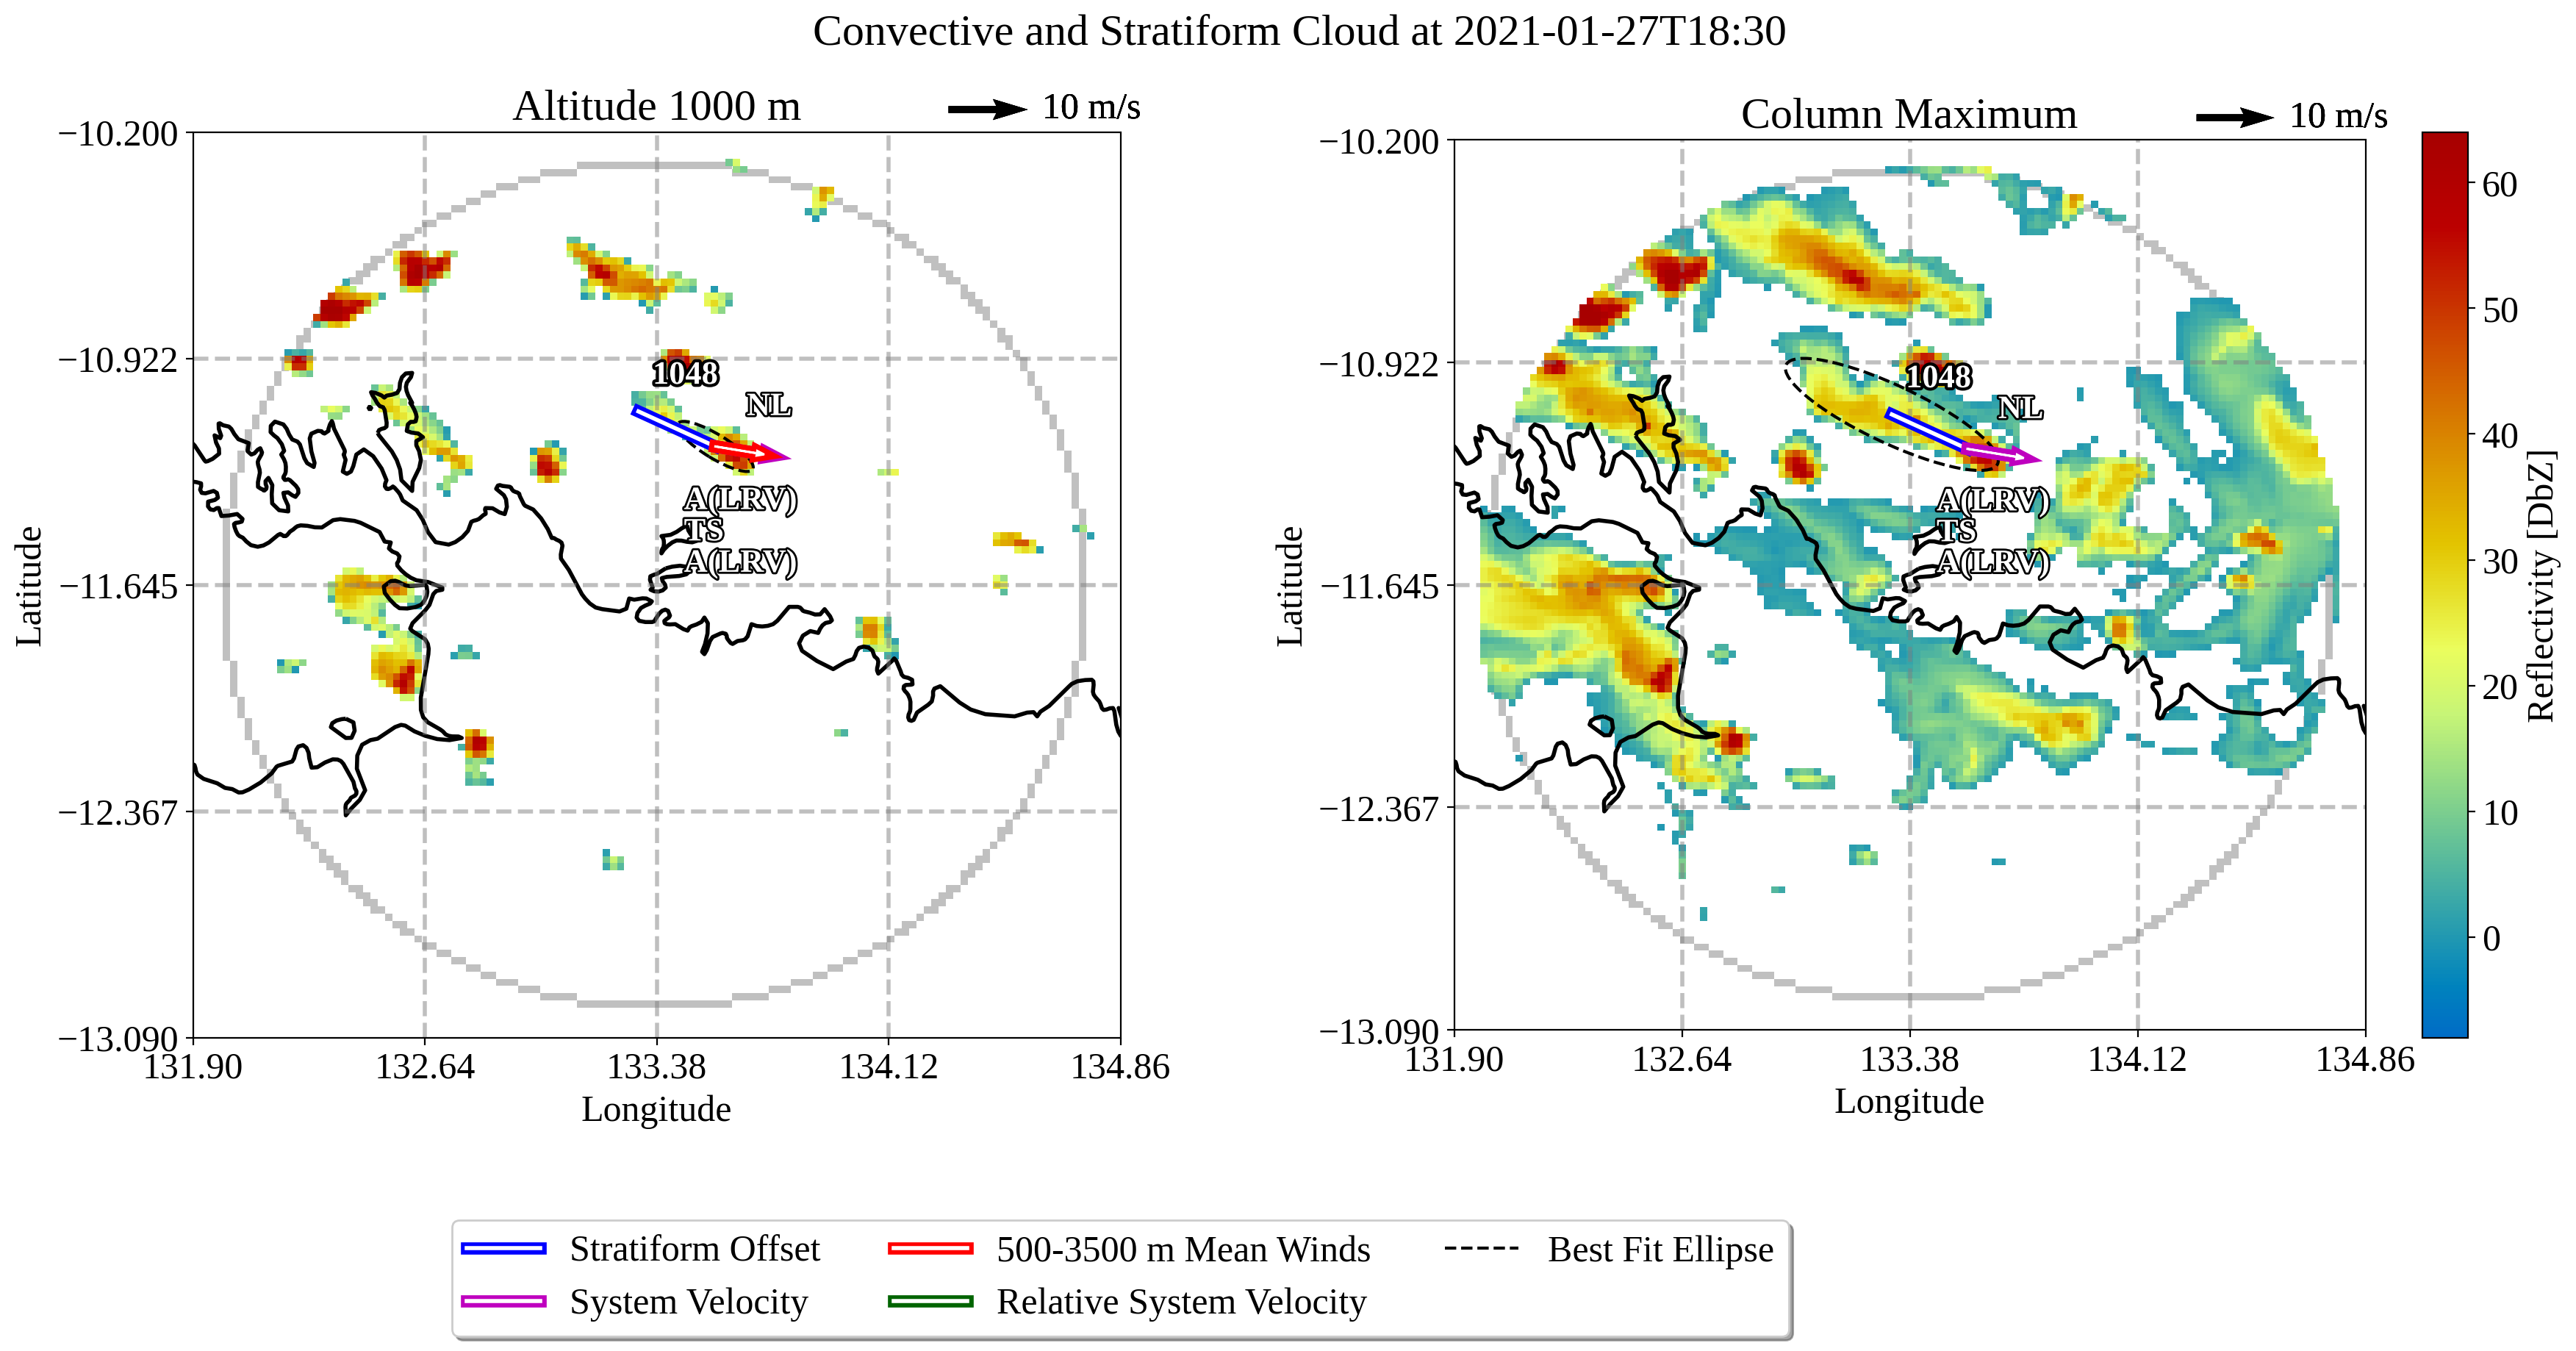 Convective and Stratiform Cloud at 2021-01-27T18:30
Altitude 1000 m
10 m/s
−10.200
−10.922
−11.645
−12.367
−13.090
131.90
132.64
133.38
134.12
134.86
Latitude
Longitude
1048
NL
A(LRV)
TS
A(LRV)
Column Maximum
10 m/s
−10.200
−10.922
−11.645
−12.367
−13.090
131.90
132.64
133.38
134.12
134.86
Latitude
Longitude
1048
NL
A(LRV)
TS
A(LRV)
60
50
40
30
20
10
0
Reflectivity [DbZ]
Stratiform Offset
System Velocity
500-3500 m Mean Winds
Relative System Velocity
Best Fit Ellipse